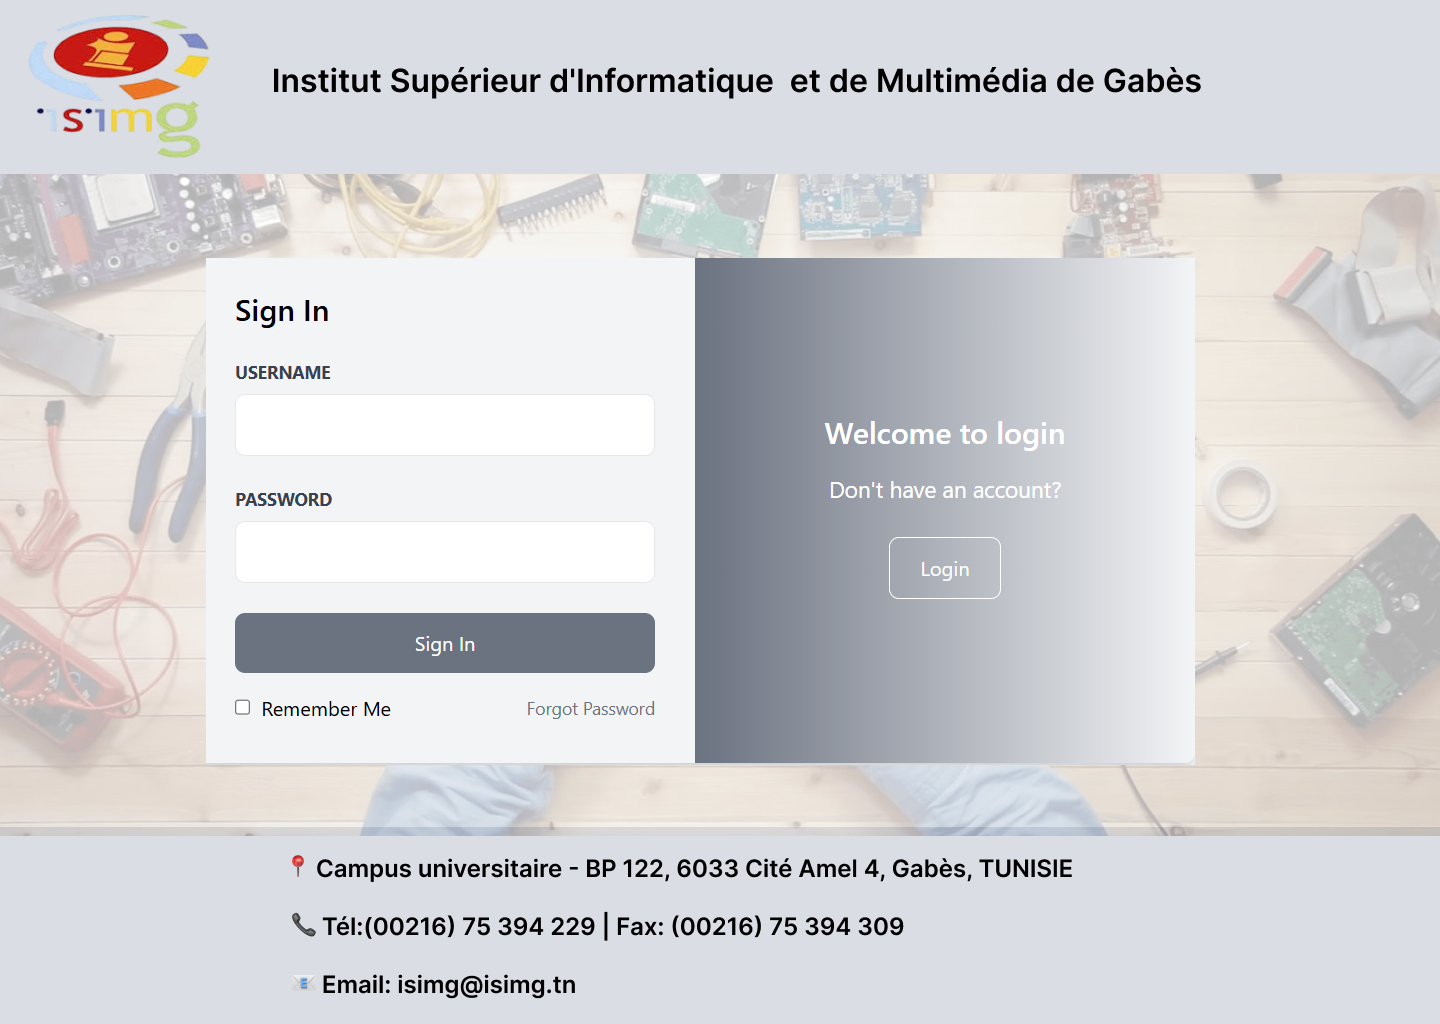 isimg
Institut Supérieur d'Informatique et de Multimédia de Gabès
Sign In
USERNAME
PASSWORD
Sign In
Remember Me
Forgot Password
Welcome to login
Don't have an account?
Login
Campus universitaire - BP 122, 6033 Cité Amel 4, Gabès, TUNISIE
Tél:(00216) 75 394 229 | Fax: (00216) 75 394 309
Email: isimg@isimg.tn